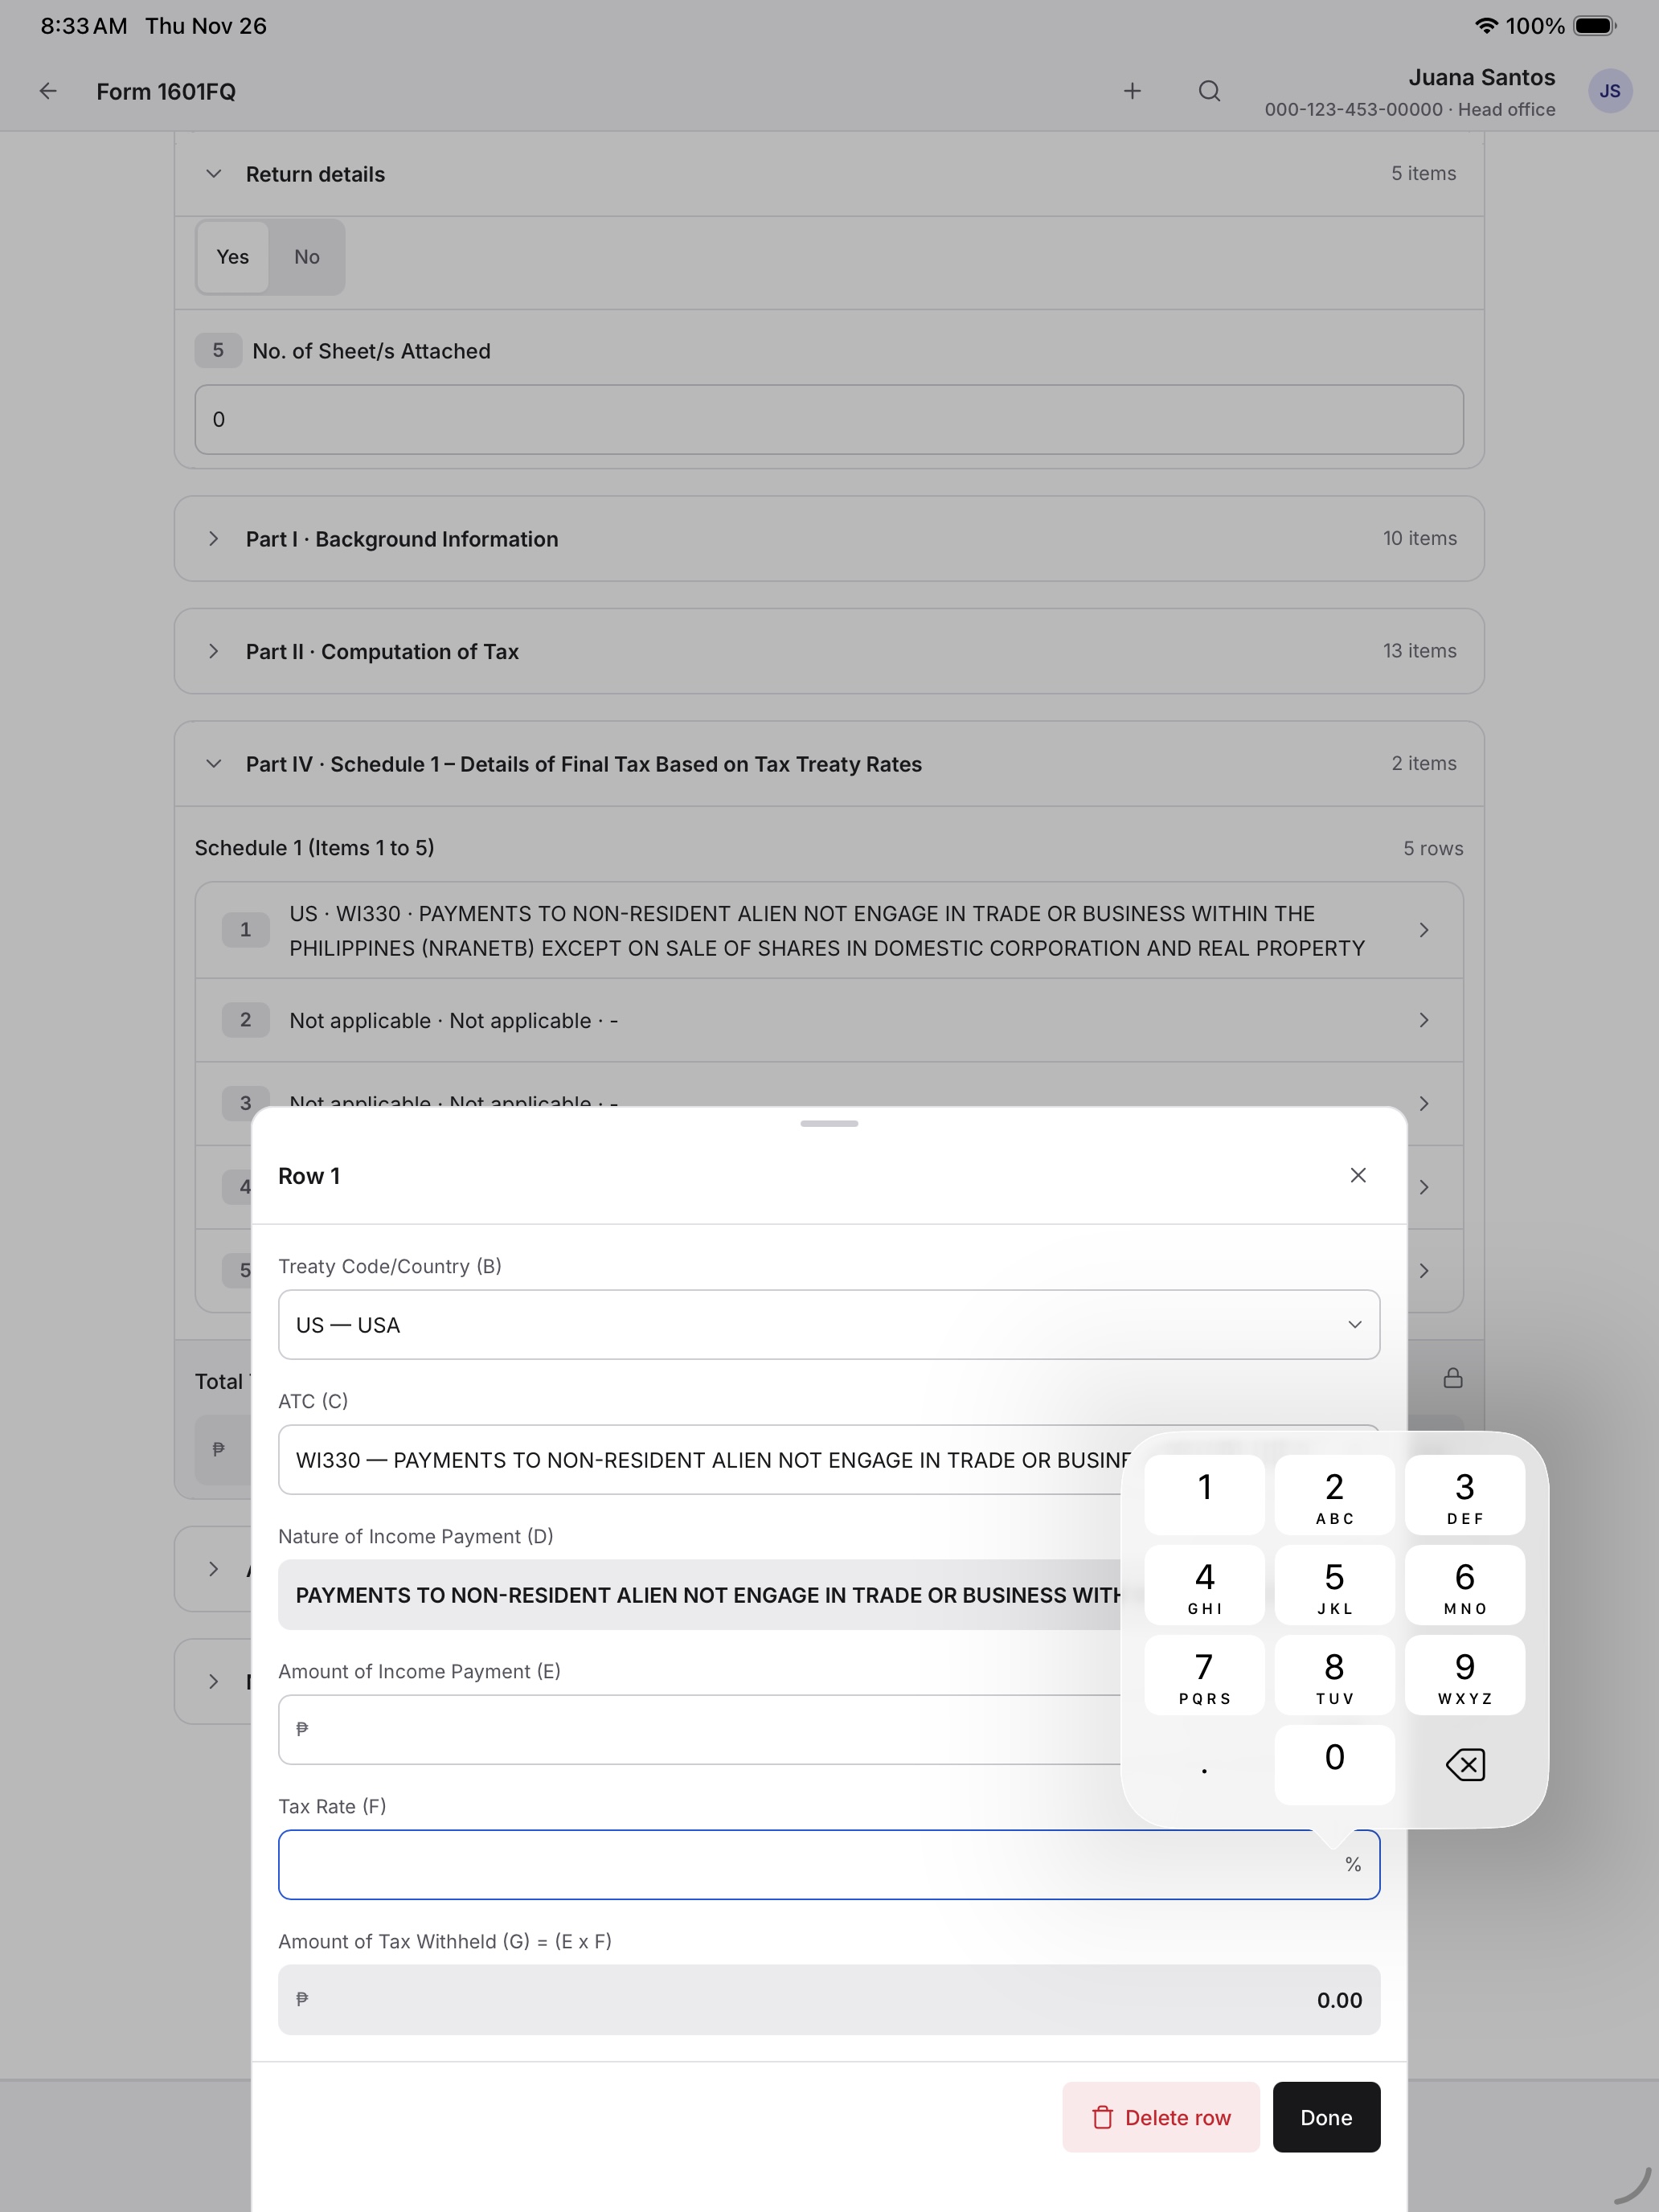 8:33 AM Thu Nov 26
100%
Form 1601FQ
Juana Santos
000-123-453-00000 · Head office
JS
Return details
5 items
Yes
No
5 No. of Sheet/s Attached
0
Part I · Background Information
10 items
Part II · Computation of Tax
13 items
Part IV · Schedule 1 – Details of Final Tax Based on Tax Treaty Rates
2 items
Schedule 1 (Items 1 to 5)
5 rows
1 US · WI330 · PAYMENTS TO NON-RESIDENT ALIEN NOT ENGAGE IN TRADE OR BUSINESS WITHIN THE
PHILIPPINES (NRANETB) EXCEPT ON SALE OF SHARES IN DOMESTIC CORPORATION AND REAL PROPERTY
2 Not applicable · Not applicable · -
3 Not applicable · Not applicable · -
4
5
Total
₱
Row 1
Treaty Code/Country (B)
US — USA
ATC (C)
WI330 — PAYMENTS TO NON-RESIDENT ALIEN NOT ENGAGE IN TRADE OR BUSINE
Nature of Income Payment (D)
PAYMENTS TO NON-RESIDENT ALIEN NOT ENGAGE IN TRADE OR BUSINESS WITH
Amount of Income Payment (E)
₱
Tax Rate (F)
%
Amount of Tax Withheld (G) = (E x F)
₱ 0.00
Delete row
Done
1 2 3
ABC DEF
4 5 6
GHI JKL MNO
7 8 9
PQRS TUV WXYZ
. 0